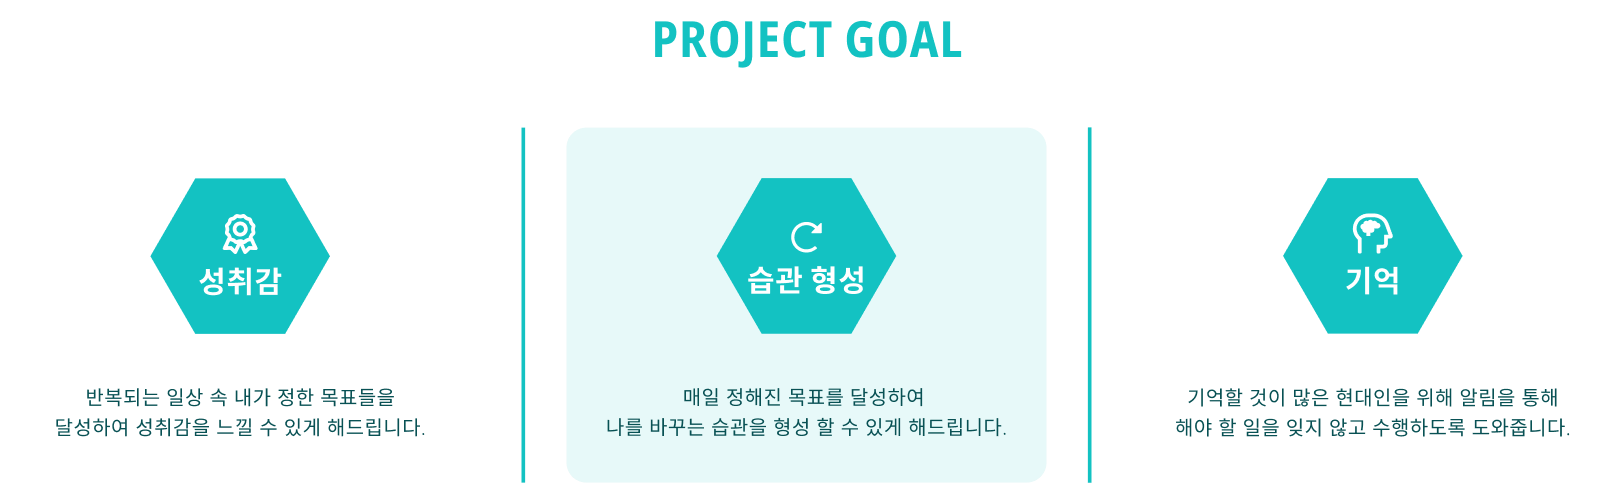 PROJECT GOAL
성취감
반복되는 일상 속 내가 정한 목표들을
달성하여 성취감을 느낄 수 있게 해드립니다.
습관 형성
매일 정해진 목표를 달성하여
나를 바꾸는 습관을 형성 할 수 있게 해드립니다.
기억
기억할 것이 많은 현대인을 위해 알림을 통해
해야 할 일을 잊지 않고 수행하도록 도와줍니다.